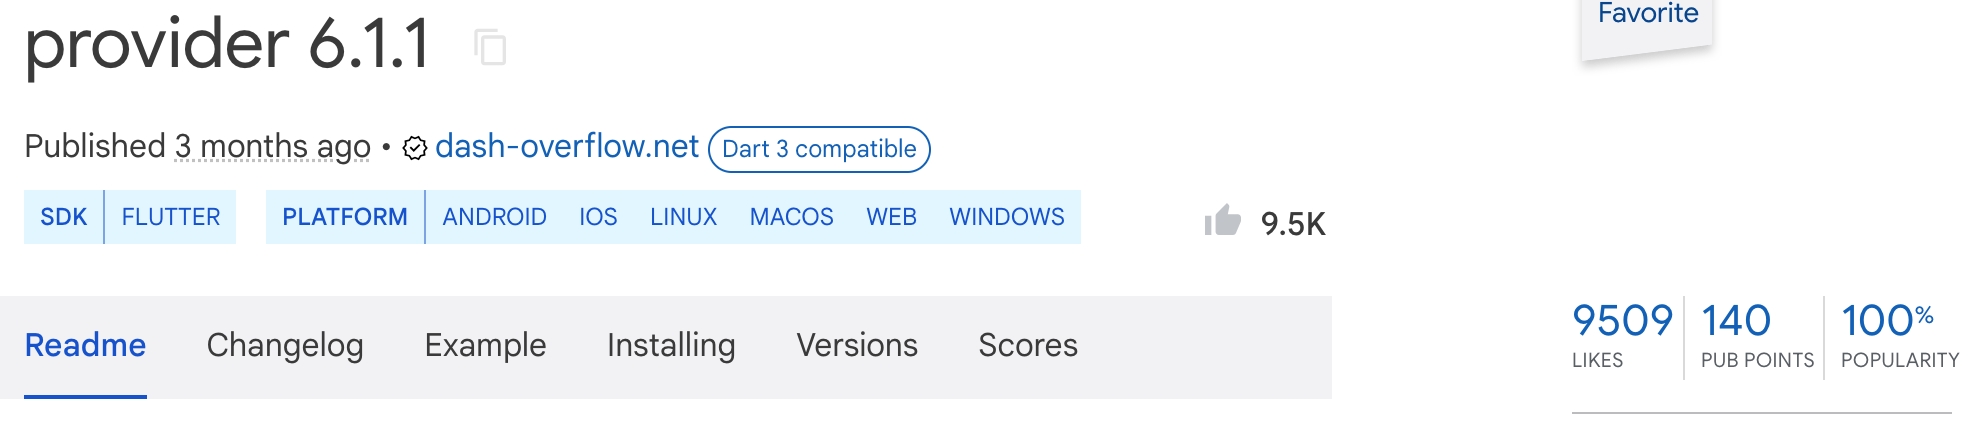 provider 6.1.1
Favorite
Published 3 months ago • dash-overflow.net Dart 3 compatible
SDK FLUTTER PLATFORM ANDROID IOS LINUX MACOS WEB WINDOWS
9.5K
Readme Changelog Example Installing Versions Scores
9509 140 100%
LIKES PUB POINTS POPULARITY